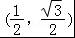 (1/2, √3/2)